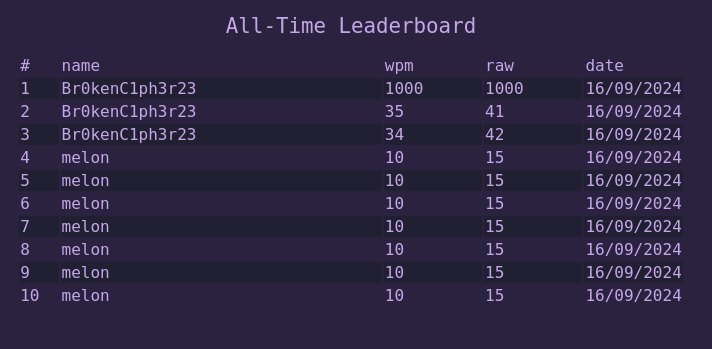 All-Time Leaderboard
# name wpm raw date
1 Br0kenC1ph3r23 1000 1000 16/09/2024
2 Br0kenC1ph3r23 35 41 16/09/2024
3 Br0kenC1ph3r23 34 42 16/09/2024
4 melon 10 15 16/09/2024
5 melon 10 15 16/09/2024
6 melon 10 15 16/09/2024
7 melon 10 15 16/09/2024
8 melon 10 15 16/09/2024
9 melon 10 15 16/09/2024
10 melon 10 15 16/09/2024